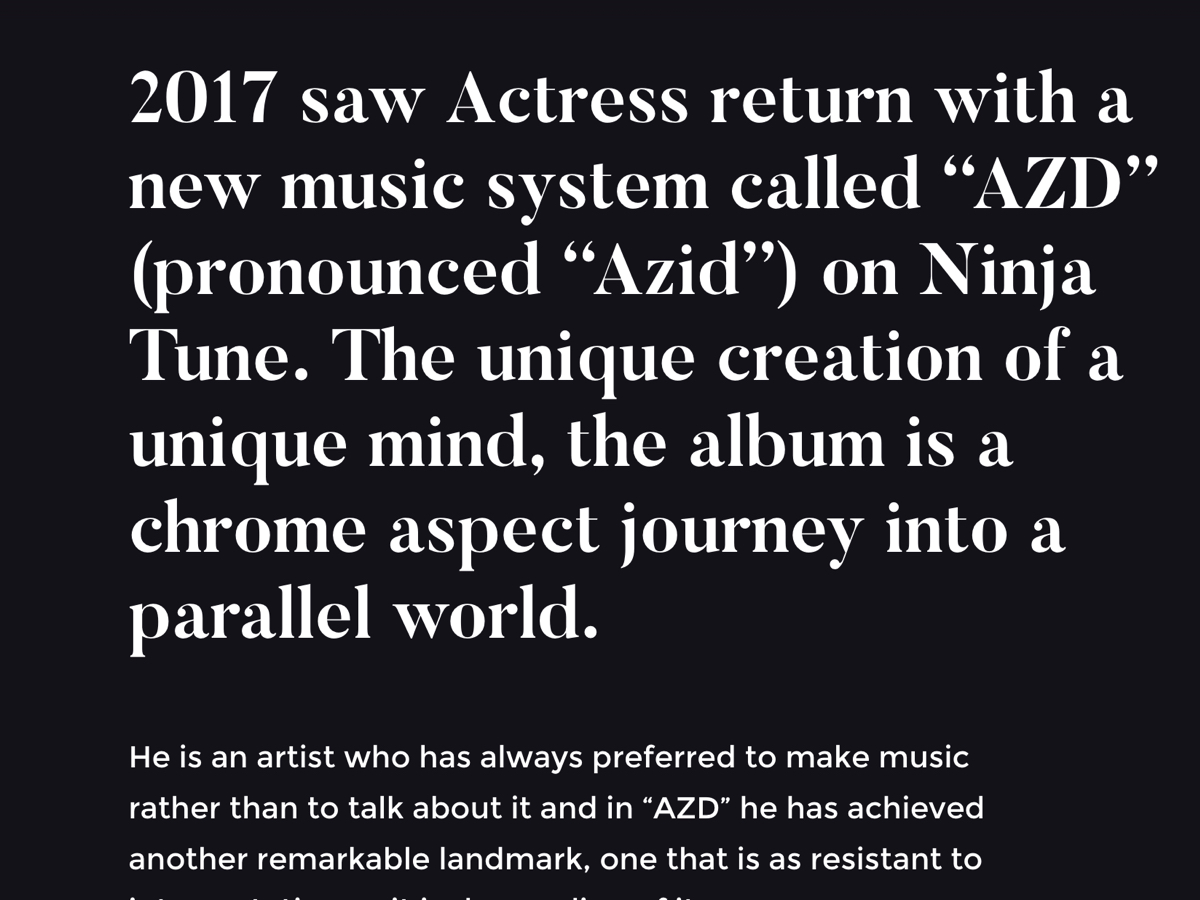 2017 saw Actress return with a
new music system called “AZD”
(pronounced “Azid”) on Ninja
Tune. The unique creation of a
unique mind, the album is a
chrome aspect journey into a
parallel world.
He is an artist who has always preferred to make music
rather than to talk about it and in “AZD” he has achieved
another remarkable landmark, one that is as resistant to